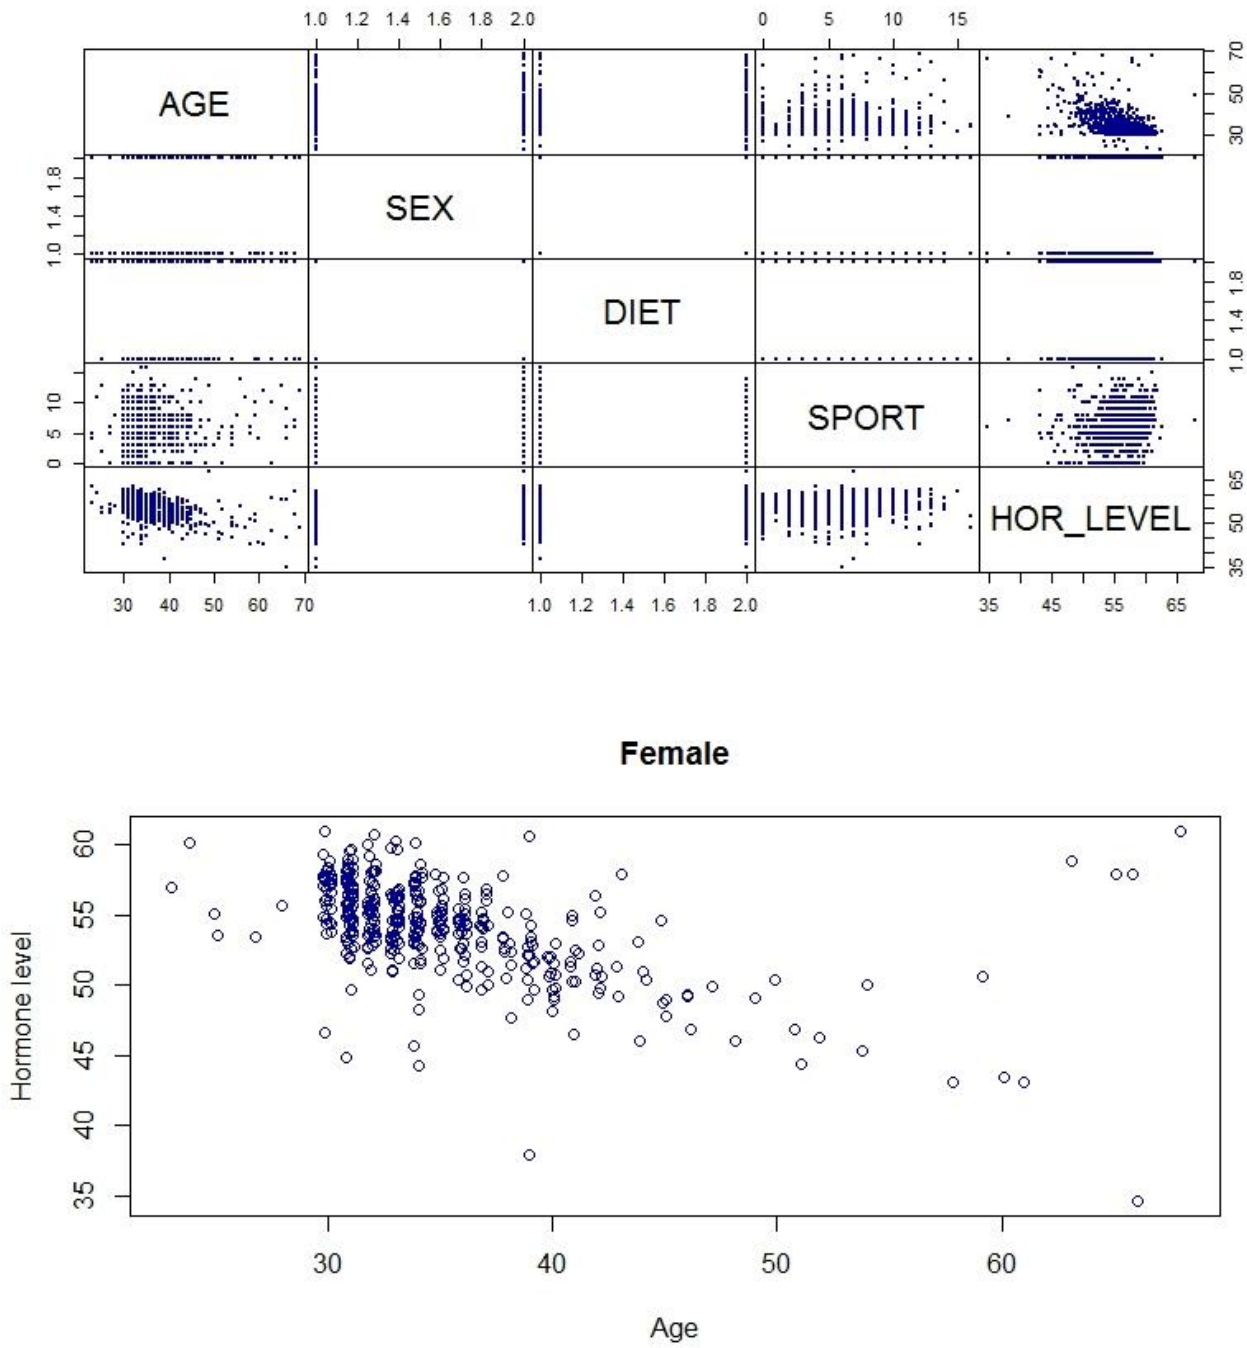 1.0 1.2 1.4 1.6 1.8 2.0 0 5 10 15
AGE
30 50 70
1.0 1.4 1.8
SEX
DIET
1.0 1.4 1.8
0 5 10
SPORT
HOR_LEVEL
35 50 65
30 40 50 60 70 1.0 1.2 1.4 1.6 1.8 2.0 35 45 55 65
Female
Hormone level
60
55
50
45
40
35
30 40 50 60
Age